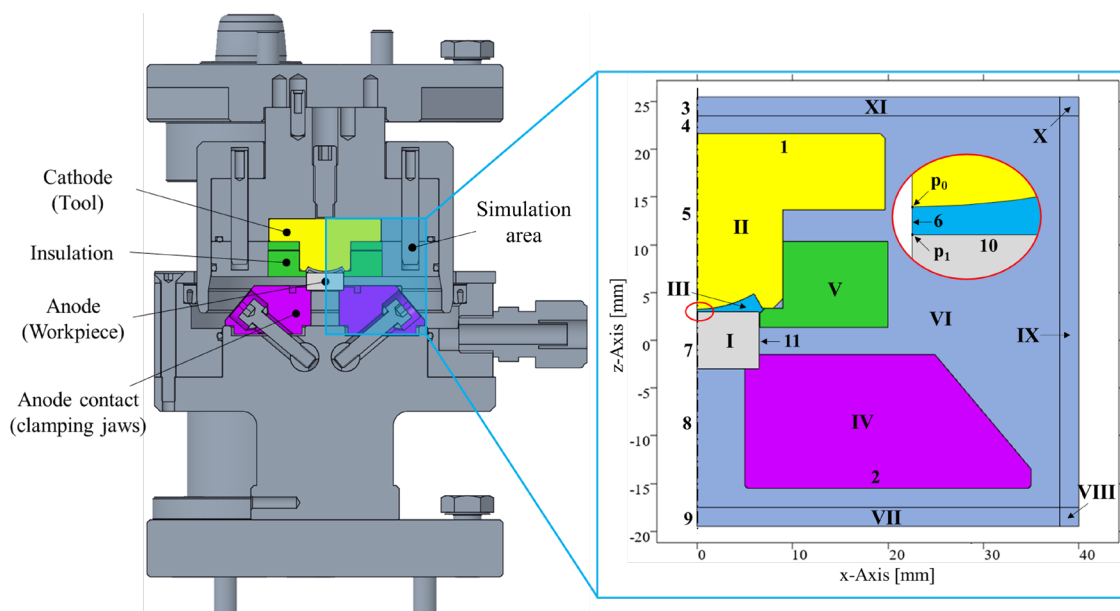 Cathode
(Tool)
Insulation
Anode
(Workpiece)
Anode contact
(clamping jaws)
Simulation
area
z-Axis [mm]
25
20
15
10
5
0
-5
-10
-15
-20
0
10
20
30
40
x-Axis [mm]
3
4
5
7
8
9
XI
X
1
II
III
I
11
V
VI
IX
IV
2
VII
VIII
p0
6
10
p1